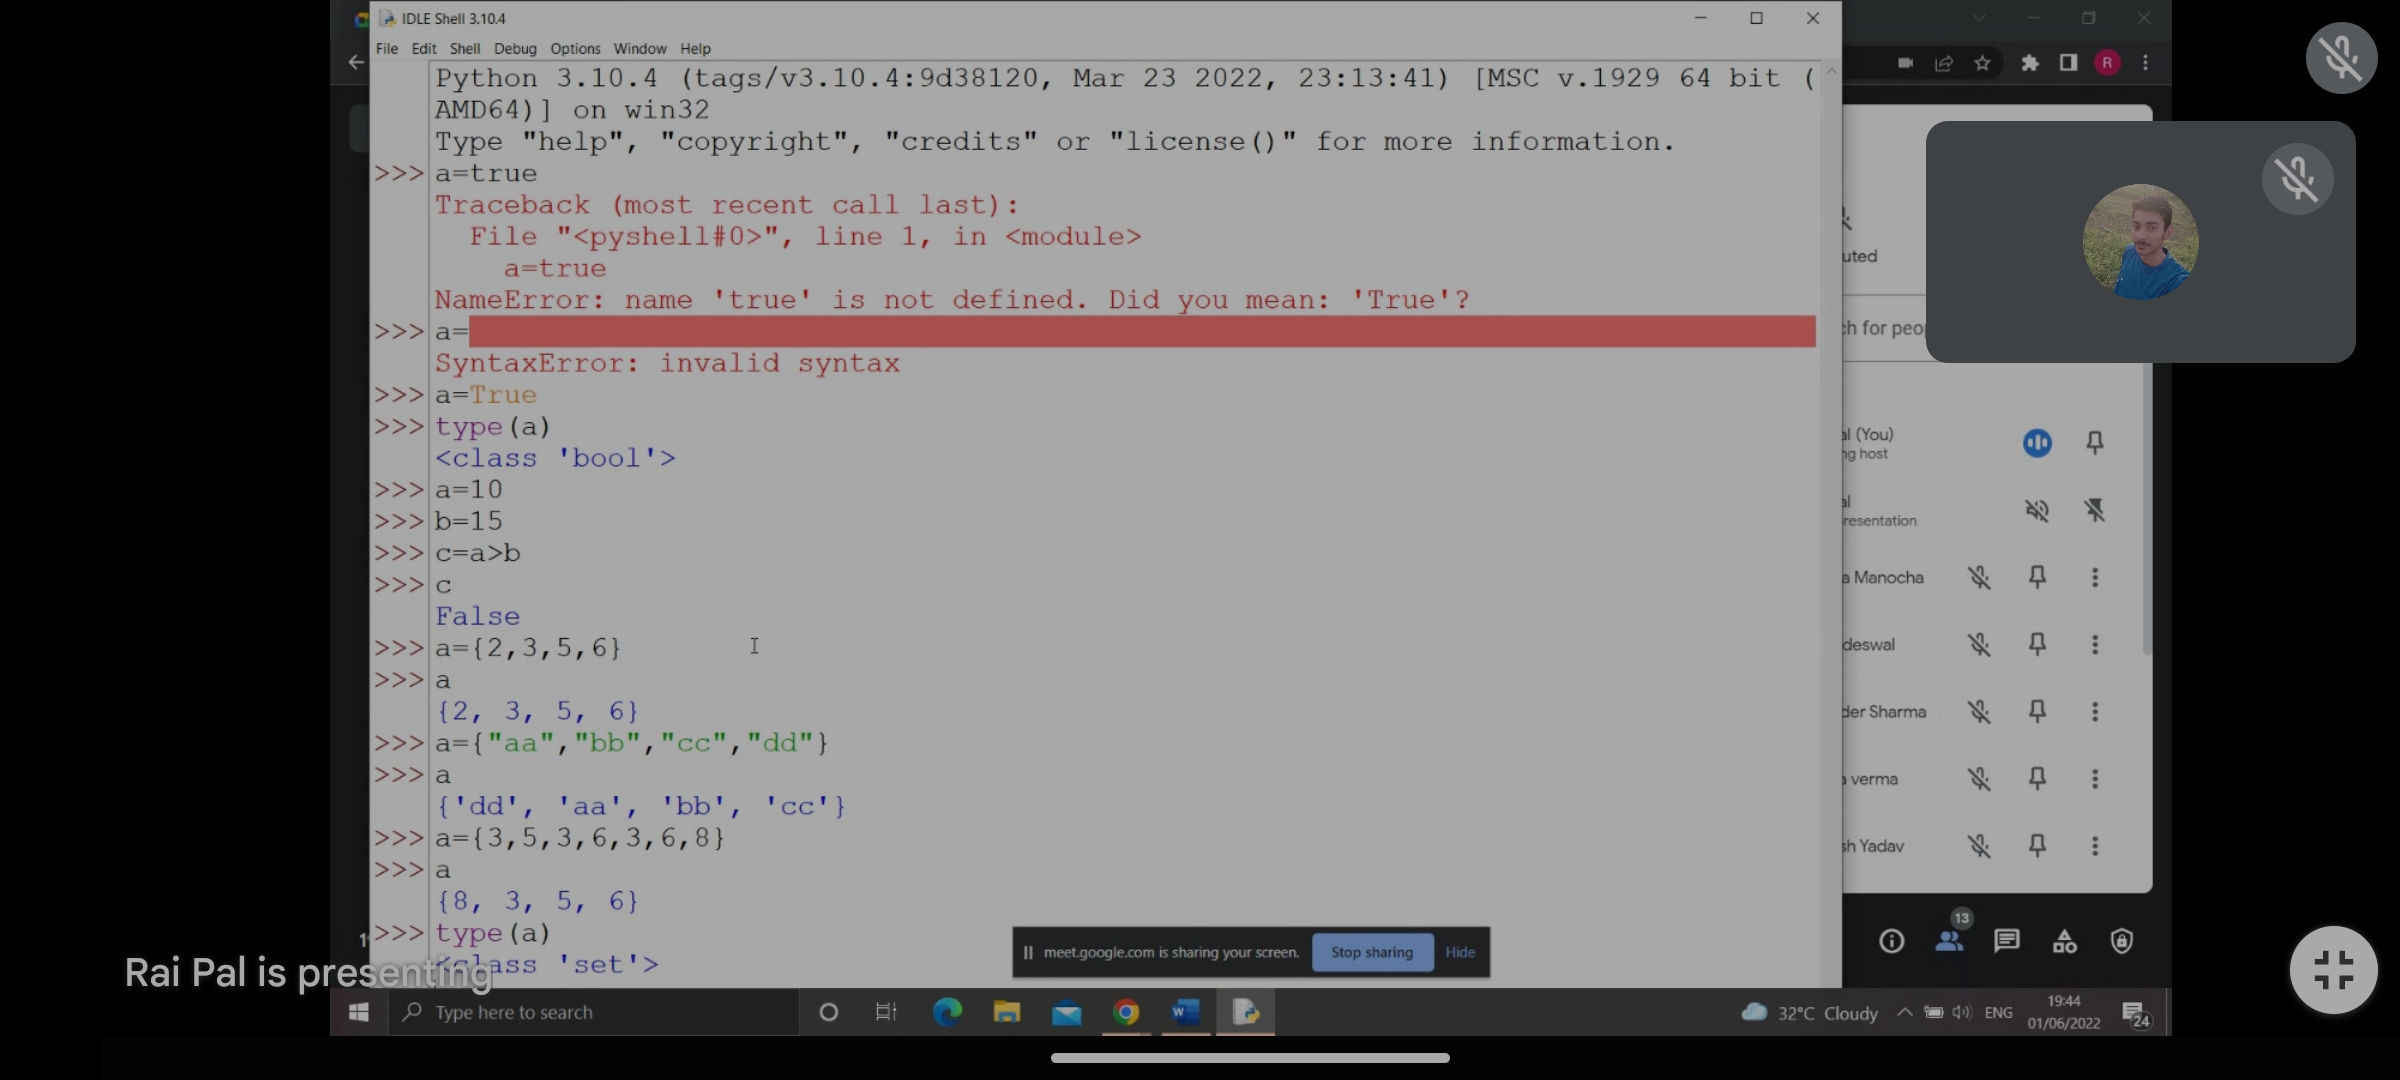 IDLE Shell 3.10.4
File Edit Shell Debug Options Window Help
Python 3.10.4 (tags/v3.10.4:9d38120, Mar 23 2022, 23:13:41) [MSC v.1929 64 bit (
AMD64)] on win32
Type "help", "copyright", "credits" or "license()" for more information.
>>> a=true
Traceback (most recent call last):
File "<pyshell#0>", line 1, in <module>
a=true
NameError: name 'true' is not defined. Did you mean: 'True'?
>>> a=
SyntaxError: invalid syntax
>>> a=True
>>> type(a)
<class 'bool'>
>>> a=10
>>> b=15
>>> c=a>b
>>> c
False
>>> a={2,3,5,6}
>>> a
{2, 3, 5, 6}
>>> a={"aa","bb","cc","dd"}
>>> a
{'dd', 'aa', 'bb', 'cc'}
>>> a={3,5,3,6,3,6,8}
>>> a
{8, 3, 5, 6}
>>> type(a)
<class 'set'>
R
uted
ch for peo
al (You)
ng host
al
resentation
a Manocha
deswal
der Sharma
a verma
sh Yadav
13
meet.google.com is sharing your screen. Stop sharing Hide
Rai Pal is presenting
Type here to search
32°C Cloudy
ENG
19:44
01/06/2022
24